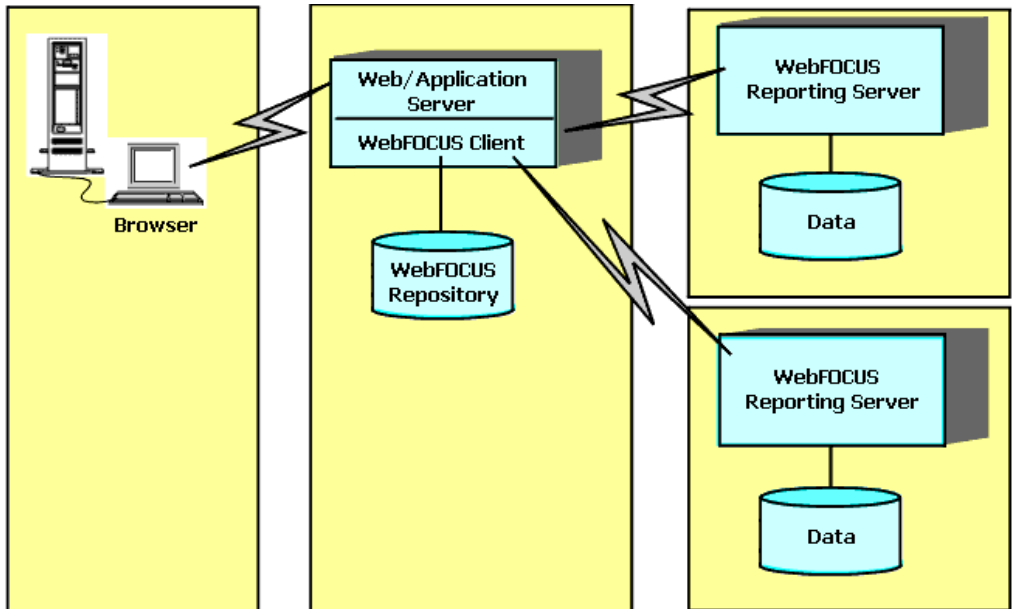 Browser
Web/Application
Server
WebFOCUS Client
WebFOCUS
Repository
WebFOCUS
Reporting Server
Data
WebFOCUS
Reporting Server
Data